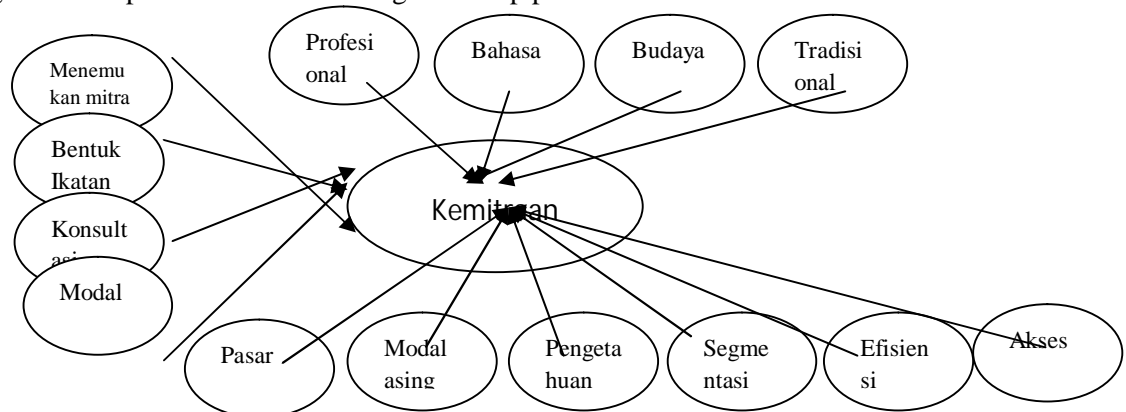 Profesi
onal
Bahasa
Budaya
Tradisi
onal
Menemu
kan mitra
Bentuk
Ikatan
Konsult
asi
Modal
Kemitraan
Pasar
Modal
asing
Pengeta
huan
Segme
ntasi
Efisien
si
Akses